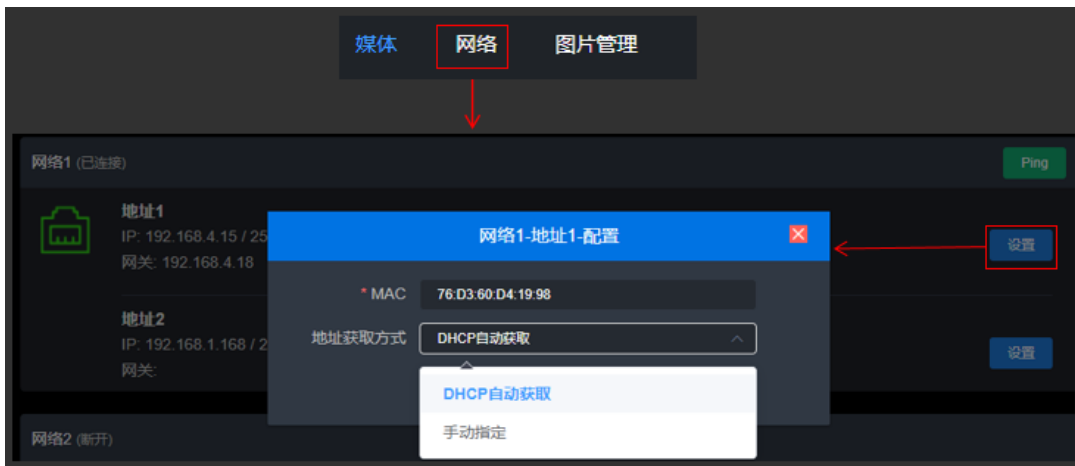 媒体 网络 图片管理
网络1 (已连接) Ping
地址1
IP: 192.168.4.15 / 25
网关: 192.168.4.18
设置
网络1-地址1-配置
* MAC 76:D3:60:D4:19:98
地址获取方式 DHCP自动获取
DHCP自动获取
手动指定
地址2
IP: 192.168.1.168 / 2
网关:
设置
网络2 (断开)